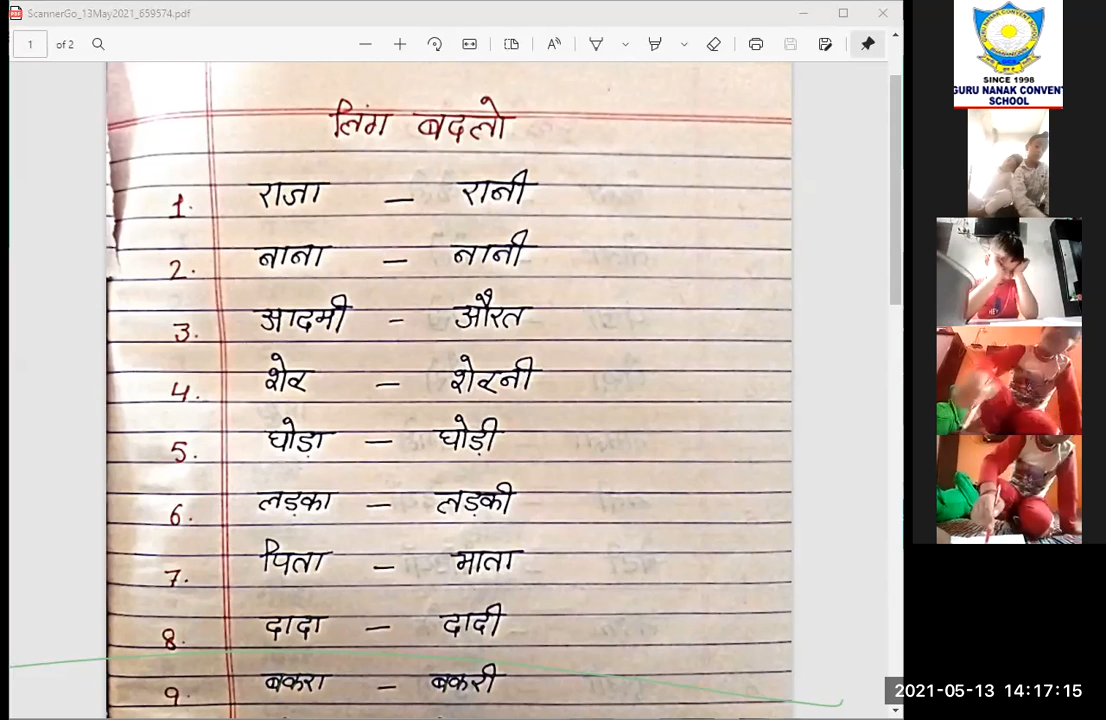 ScannerGo_13May2021_659574.pdf
1 of 2
लिंग बदलो
1. राजा — रानी
2. नाना — नानी
3. आदमी - औरत
4. शेर — शेरनी
5. घोड़ा — घोड़ी
6. लड़का — लड़की
7. पिता — माता
8. दादा — दादी
9. बकरा — बकरी
SINCE 1998
GURU NANAK CONVENT
SCHOOL
2021-05-13 14:17:15